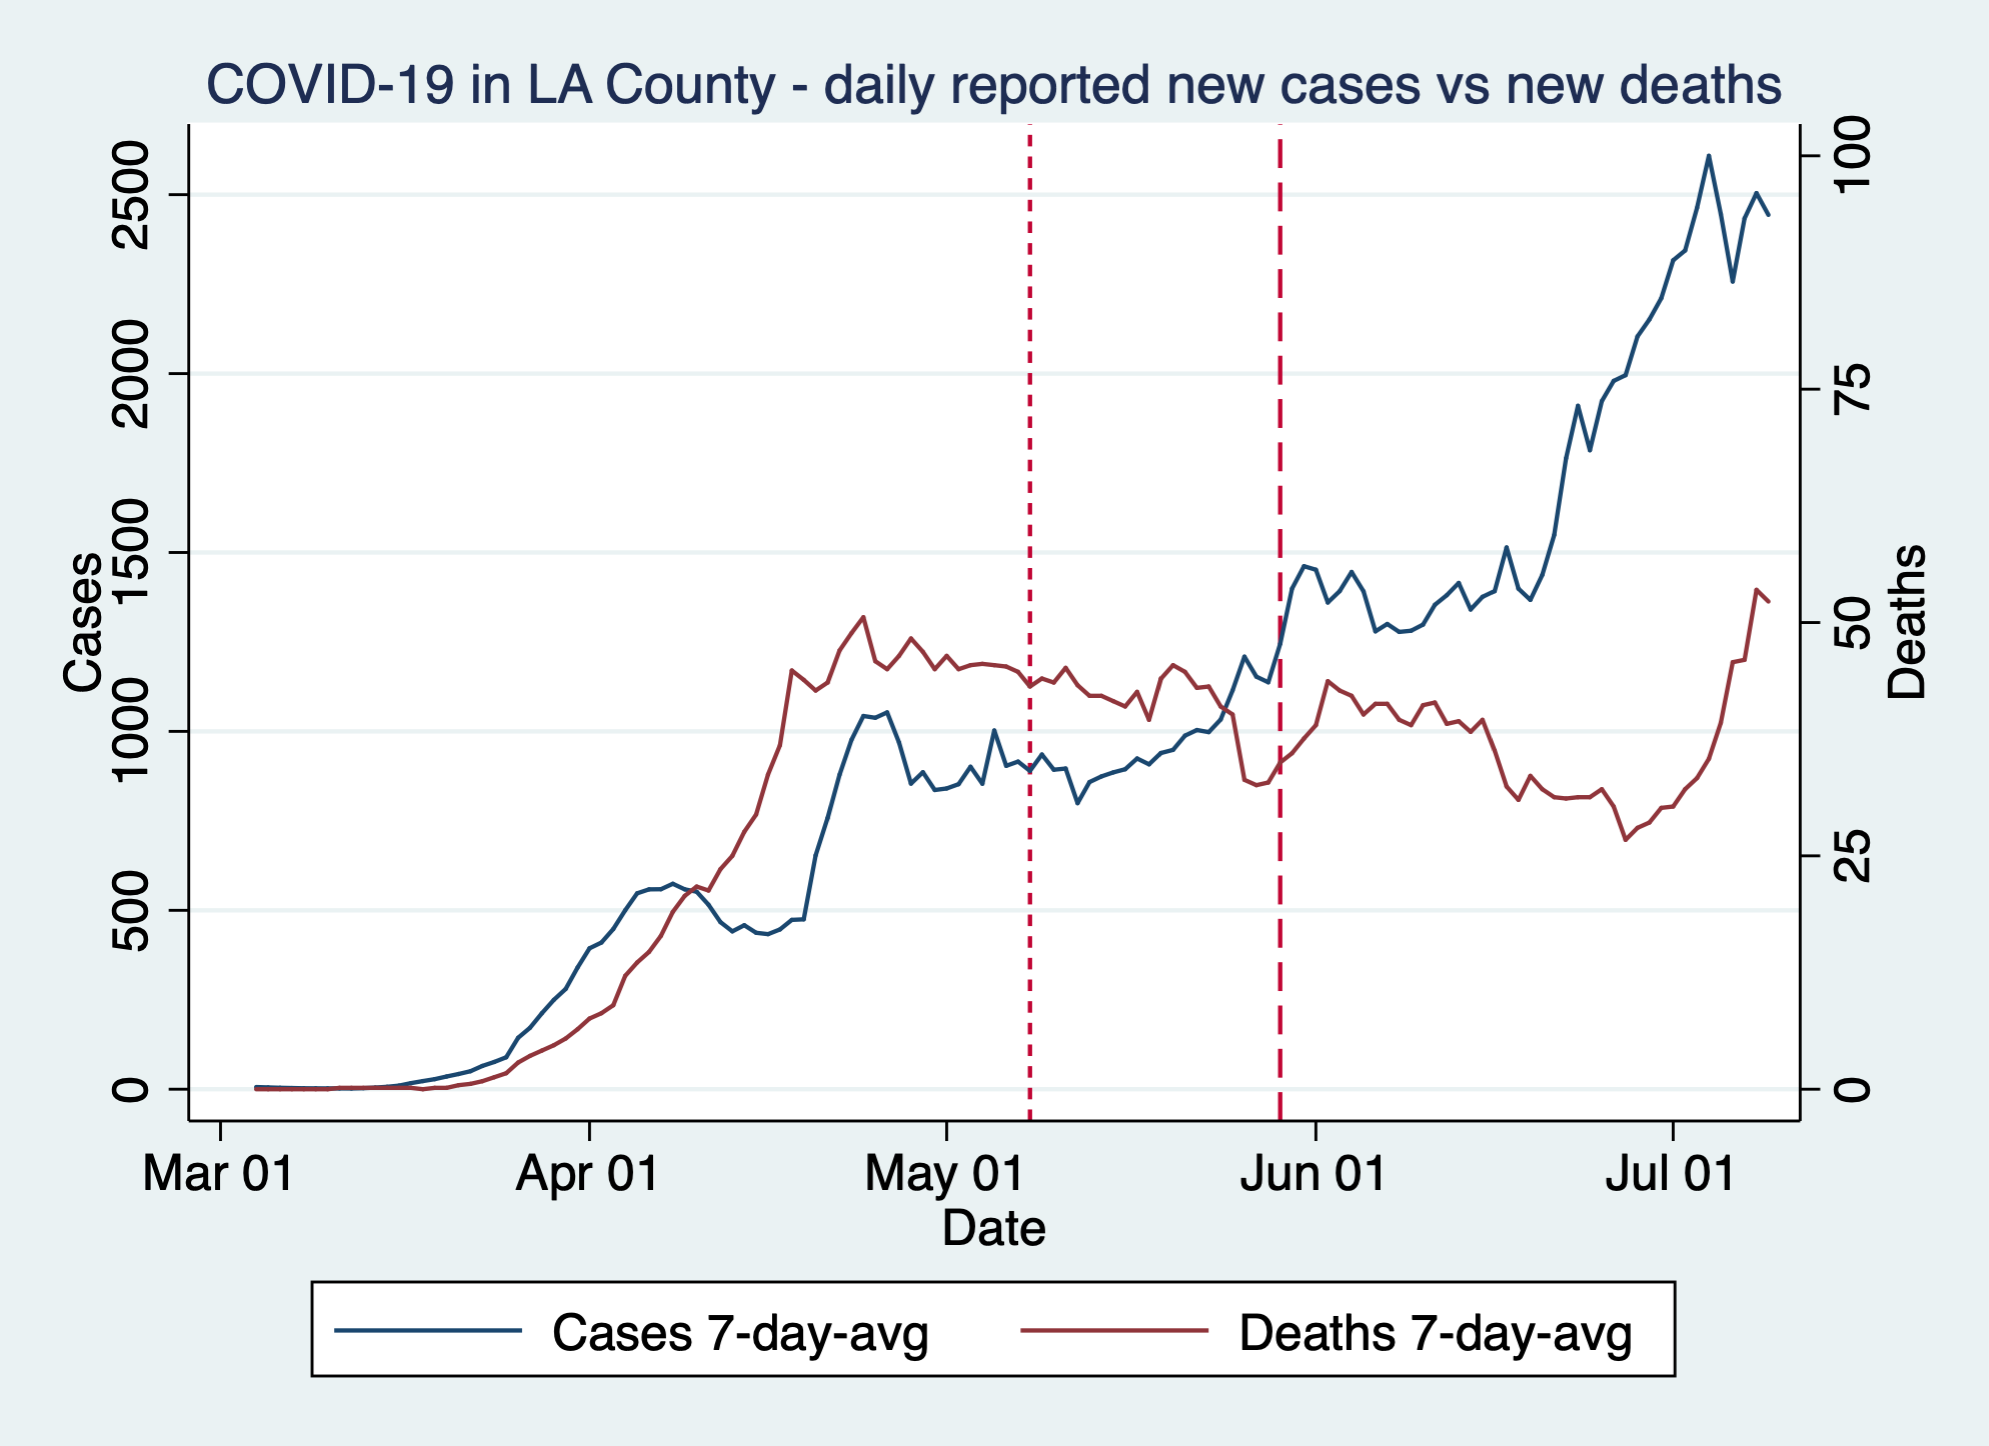 COVID-19 in LA County - daily reported new cases vs new deaths
Cases
2500
2000
1500
1000
500
0
100
75
50
25
0
Deaths
Mar 01
Apr 01
May 01
Jun 01
Jul 01
Date
Cases 7-day-avg
Deaths 7-day-avg